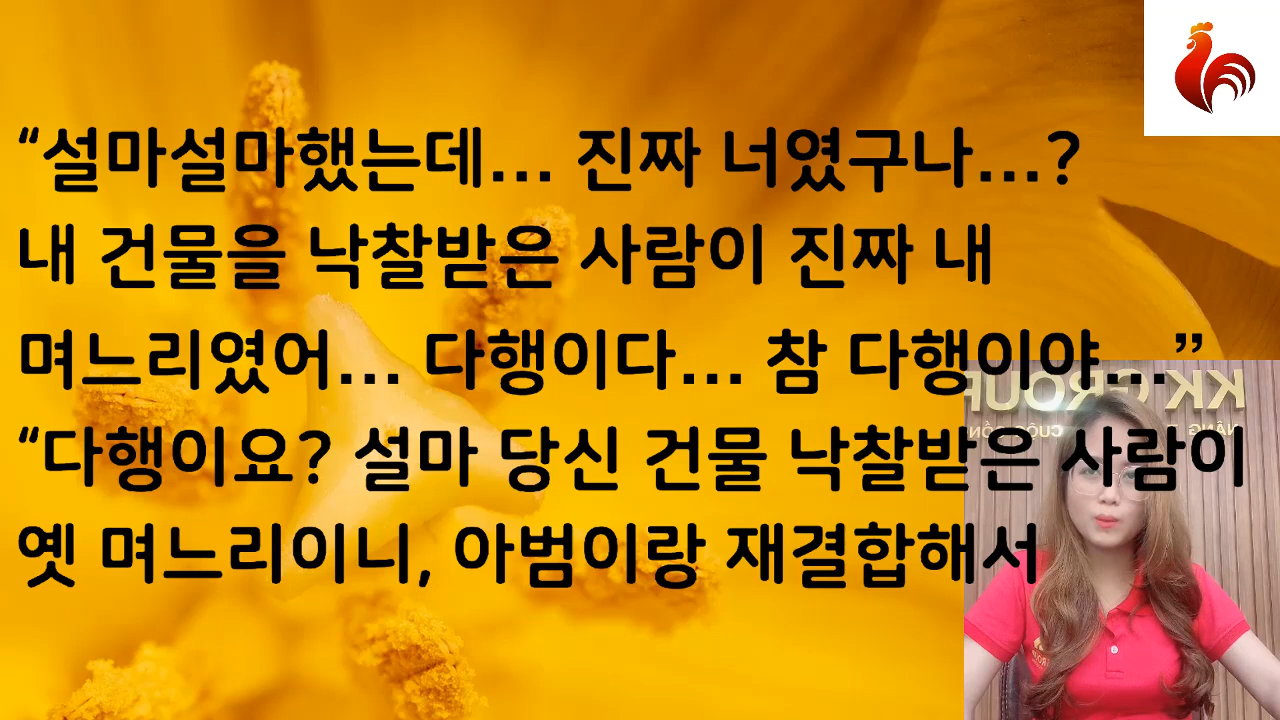 “설마설마했는데... 진짜 너였구나...?
내 건물을 낙찰받은 사람이 진짜 내
며느리였어... 다행이다... 참 다행이야...”
“다행이요? 설마 당신 건물 낙찰받은 사람이
옛 며느리이니, 아범이랑 재결합해서
KK GROUP